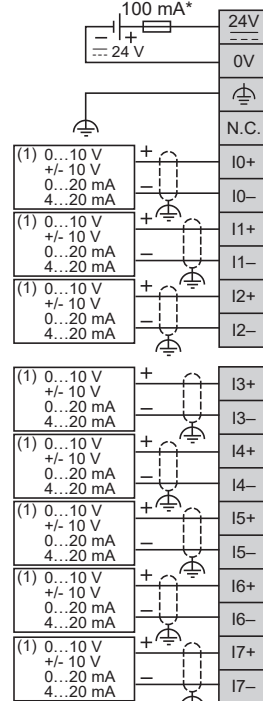 100 mA*
24V
– +
24 V
0V
N.C.
(1) 0...10 V
+/- 10 V
0...20 mA
4...20 mA
+
–
I0+
I0–
(1) 0...10 V
+/- 10 V
0...20 mA
4...20 mA
+
–
I1+
I1–
(1) 0...10 V
+/- 10 V
0...20 mA
4...20 mA
+
–
I2+
I2–
(1) 0...10 V
+/- 10 V
0...20 mA
4...20 mA
+
–
I3+
I3–
(1) 0...10 V
+/- 10 V
0...20 mA
4...20 mA
+
–
I4+
I4–
(1) 0...10 V
+/- 10 V
0...20 mA
4...20 mA
+
–
I5+
I5–
(1) 0...10 V
+/- 10 V
0...20 mA
4...20 mA
+
–
I6+
I6–
(1) 0...10 V
+/- 10 V
0...20 mA
4...20 mA
+
–
I7+
I7–